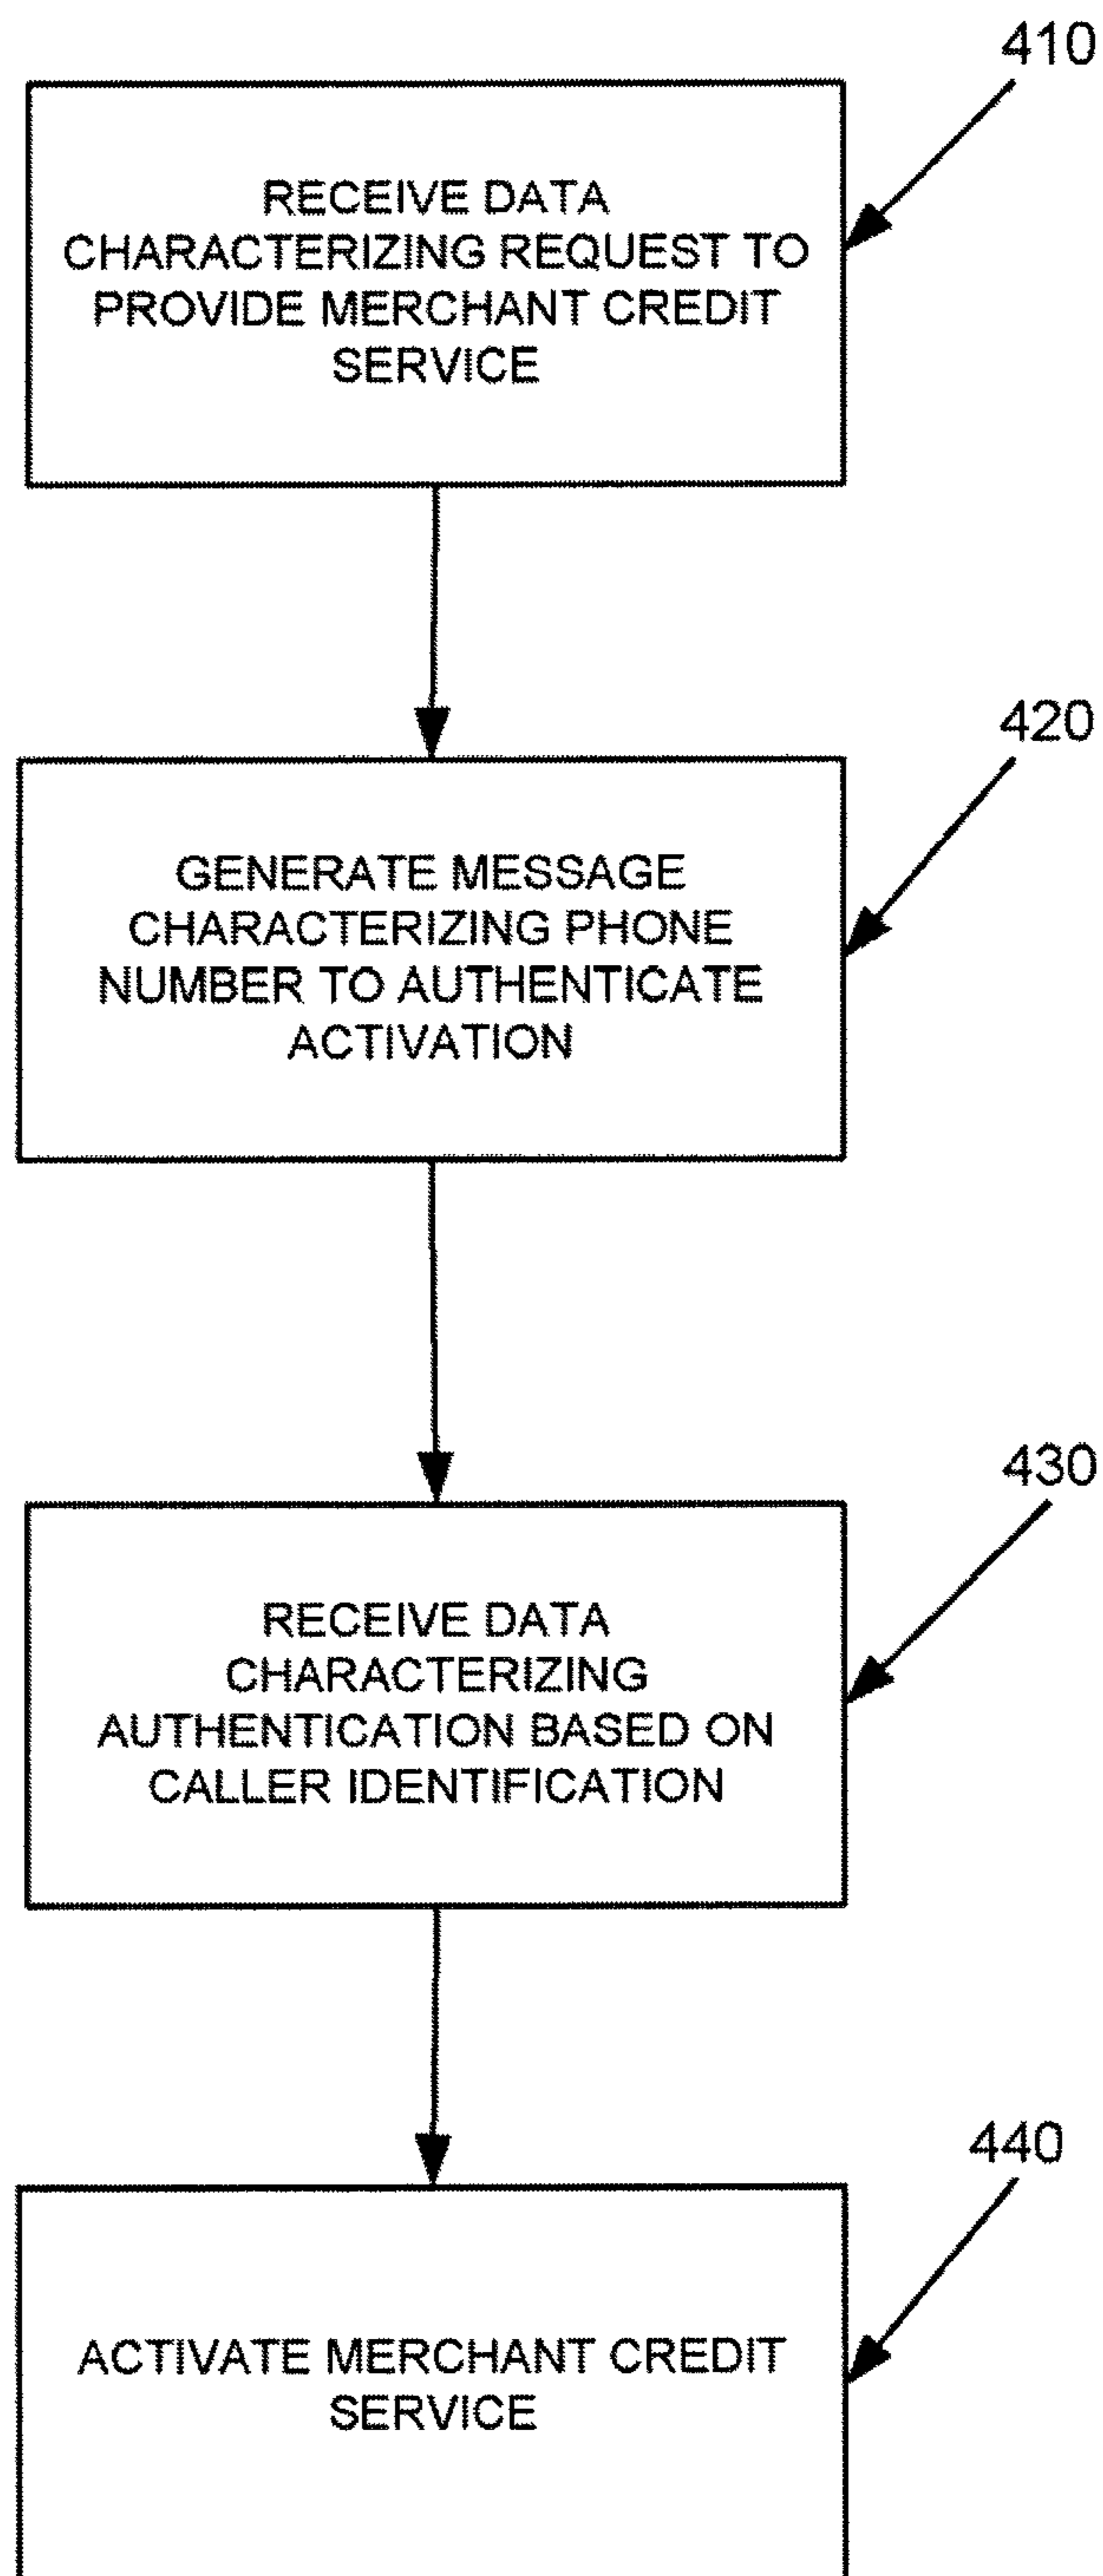 410
RECEIVE DATA
CHARACTERIZING REQUEST TO
PROVIDE MERCHANT CREDIT
SERVICE
420
GENERATE MESSAGE
CHARACTERIZING PHONE
NUMBER TO AUTHENTICATE
ACTIVATION
430
RECEIVE DATA
CHARACTERIZING
AUTHENTICATION BASED ON
CALLER IDENTIFICATION
440
ACTIVATE MERCHANT CREDIT
SERVICE